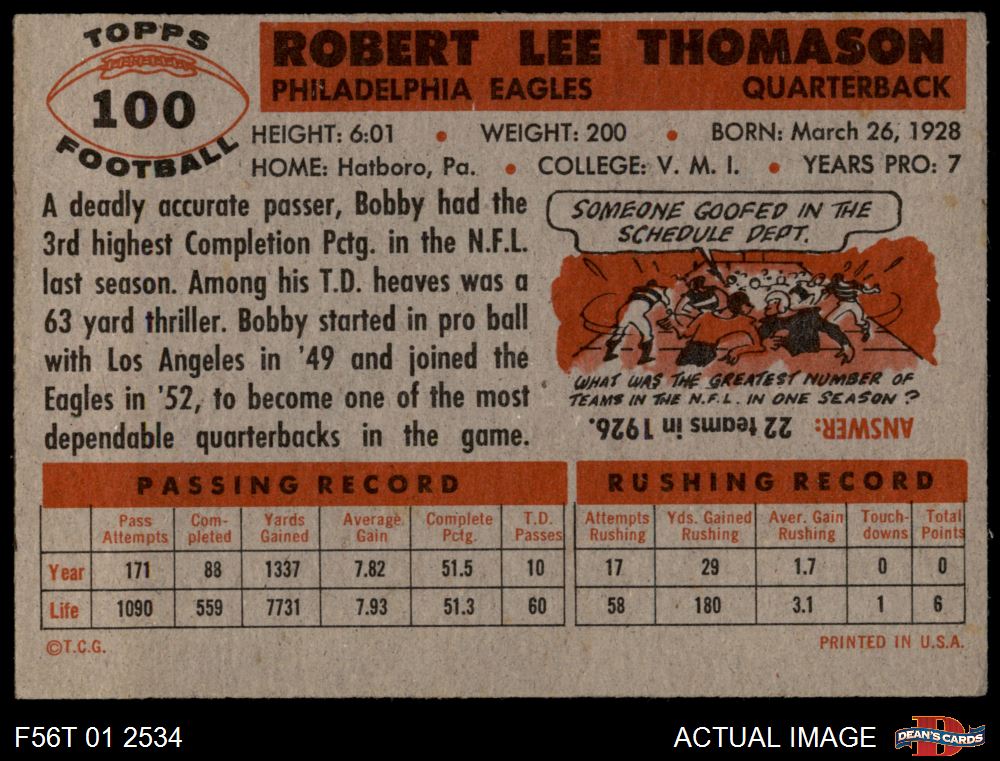 TOPPS
100
FOOTBALL
ROBERT LEE THOMASON
PHILADELPHIA EAGLES QUARTERBACK
HEIGHT: 6:01 • WEIGHT: 200 • BORN: March 26, 1928
HOME: Hatboro, Pa. • COLLEGE: V. M. I. • YEARS PRO: 7
A deadly accurate passer, Bobby had the
3rd highest Completion Pctg. in the N.F.L.
last season. Among his T.D. heaves was a
63 yard thriller. Bobby started in pro ball
with Los Angeles in '49 and joined the
Eagles in '52, to become one of the most
dependable quarterbacks in the game.
SOMEONE GOOFED IN THE
SCHEDULE DEPT.
WHAT WAS THE GREATEST NUMBER OF
TEAMS IN THE N.F.L. IN ONE SEASON?
ANSWER: 22 teams in 1926.
PASSING RECORD
Pass Attempts Com-pleted Yards Gained Average Gain Complete Pctg. T.D. Passes
Year 171 88 1337 7.82 51.5 10
Life 1090 559 7731 7.93 51.3 60
RUSHING RECORD
Attempts Rushing Yds. Gained Rushing Aver. Gain Rushing Touch-downs Total Points
17 29 1.7 0 0
58 180 3.1 1 6
©T.C.G. PRINTED IN U.S.A.
F56T 01 2534 ACTUAL IMAGE D DEAN'S CARDS